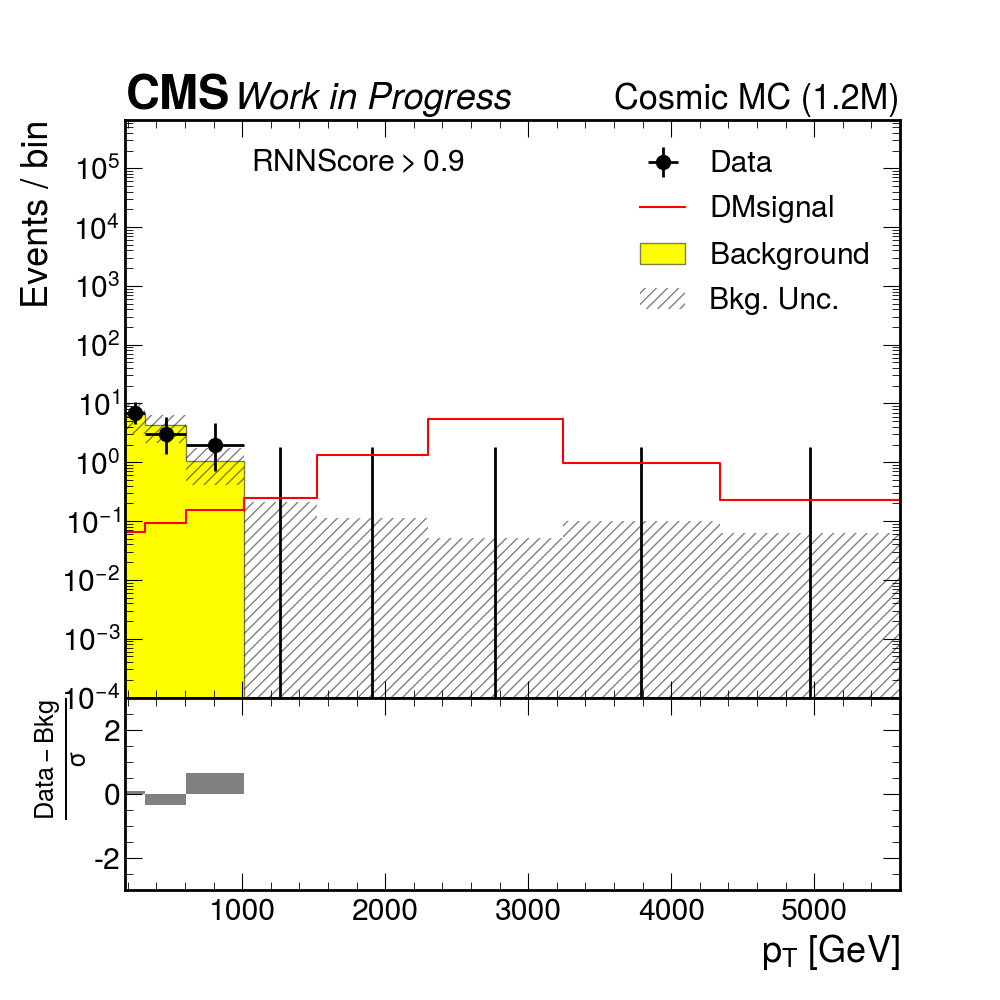 CMS Work in Progress Cosmic MC (1.2M)
Events / bin
RNNScore > 0.9
Data
DMsignal
Background
Bkg. Unc.
10⁵
10⁴
10³
10²
10¹
10⁰
10⁻¹
10⁻²
10⁻³
10⁻⁴
Data – Bkg
σ
2
0
-2
1000 2000 3000 4000 5000
p_T [GeV]